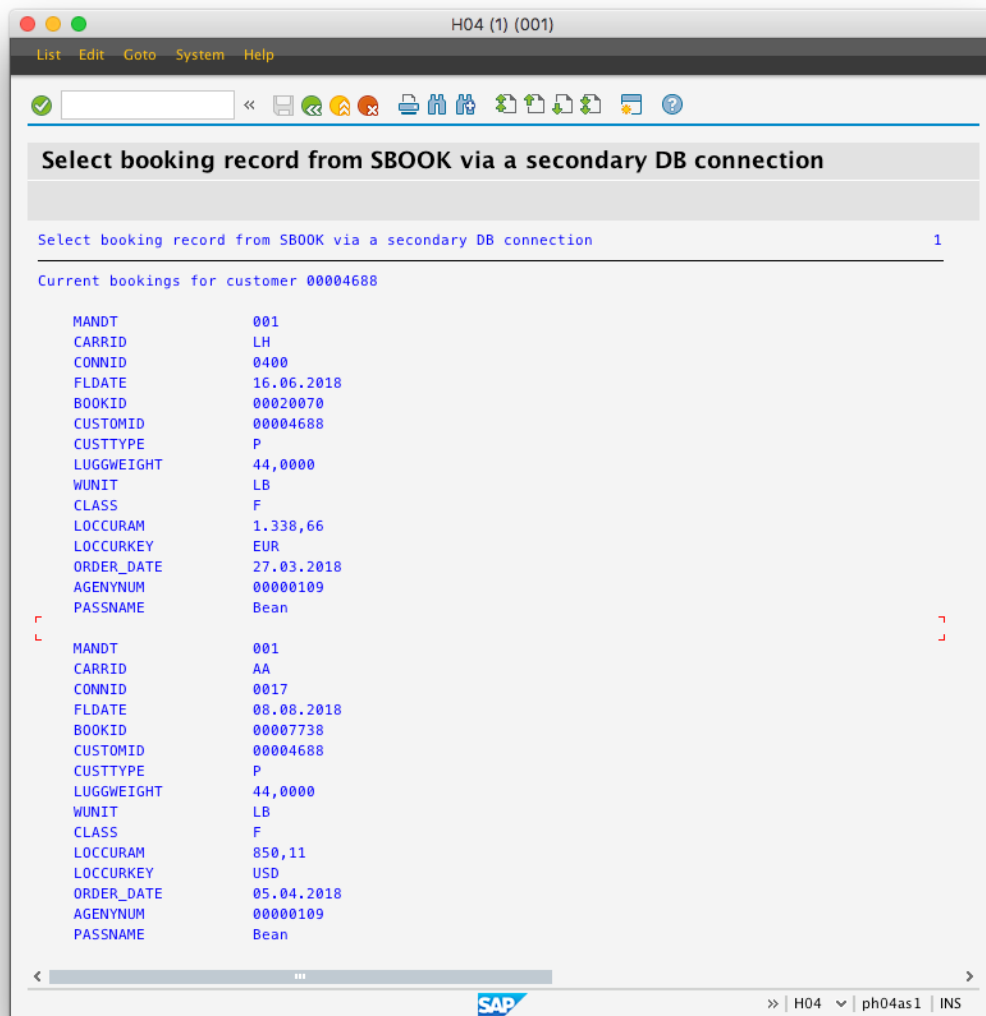 H04 (1) (001)
List Edit Goto System Help
Select booking record from SBOOK via a secondary DB connection
Select booking record from SBOOK via a secondary DB connection 1
Current bookings for customer 00004688
MANDT 001
CARRID LH
CONNID 0400
FLDATE 16.06.2018
BOOKID 00020070
CUSTOMID 00004688
CUSTTYPE P
LUGGWEIGHT 44,0000
WUNIT LB
CLASS F
LOCCURAM 1.338,66
LOCCURKEY EUR
ORDER_DATE 27.03.2018
AGENYNUM 00000109
PASSNAME Bean
MANDT 001
CARRID AA
CONNID 0017
FLDATE 08.08.2018
BOOKID 00007738
CUSTOMID 00004688
CUSTTYPE P
LUGGWEIGHT 44,0000
WUNIT LB
CLASS F
LOCCURAM 850,11
LOCCURKEY USD
ORDER_DATE 05.04.2018
AGENYNUM 00000109
PASSNAME Bean
SAP » H04 ph04as1 INS